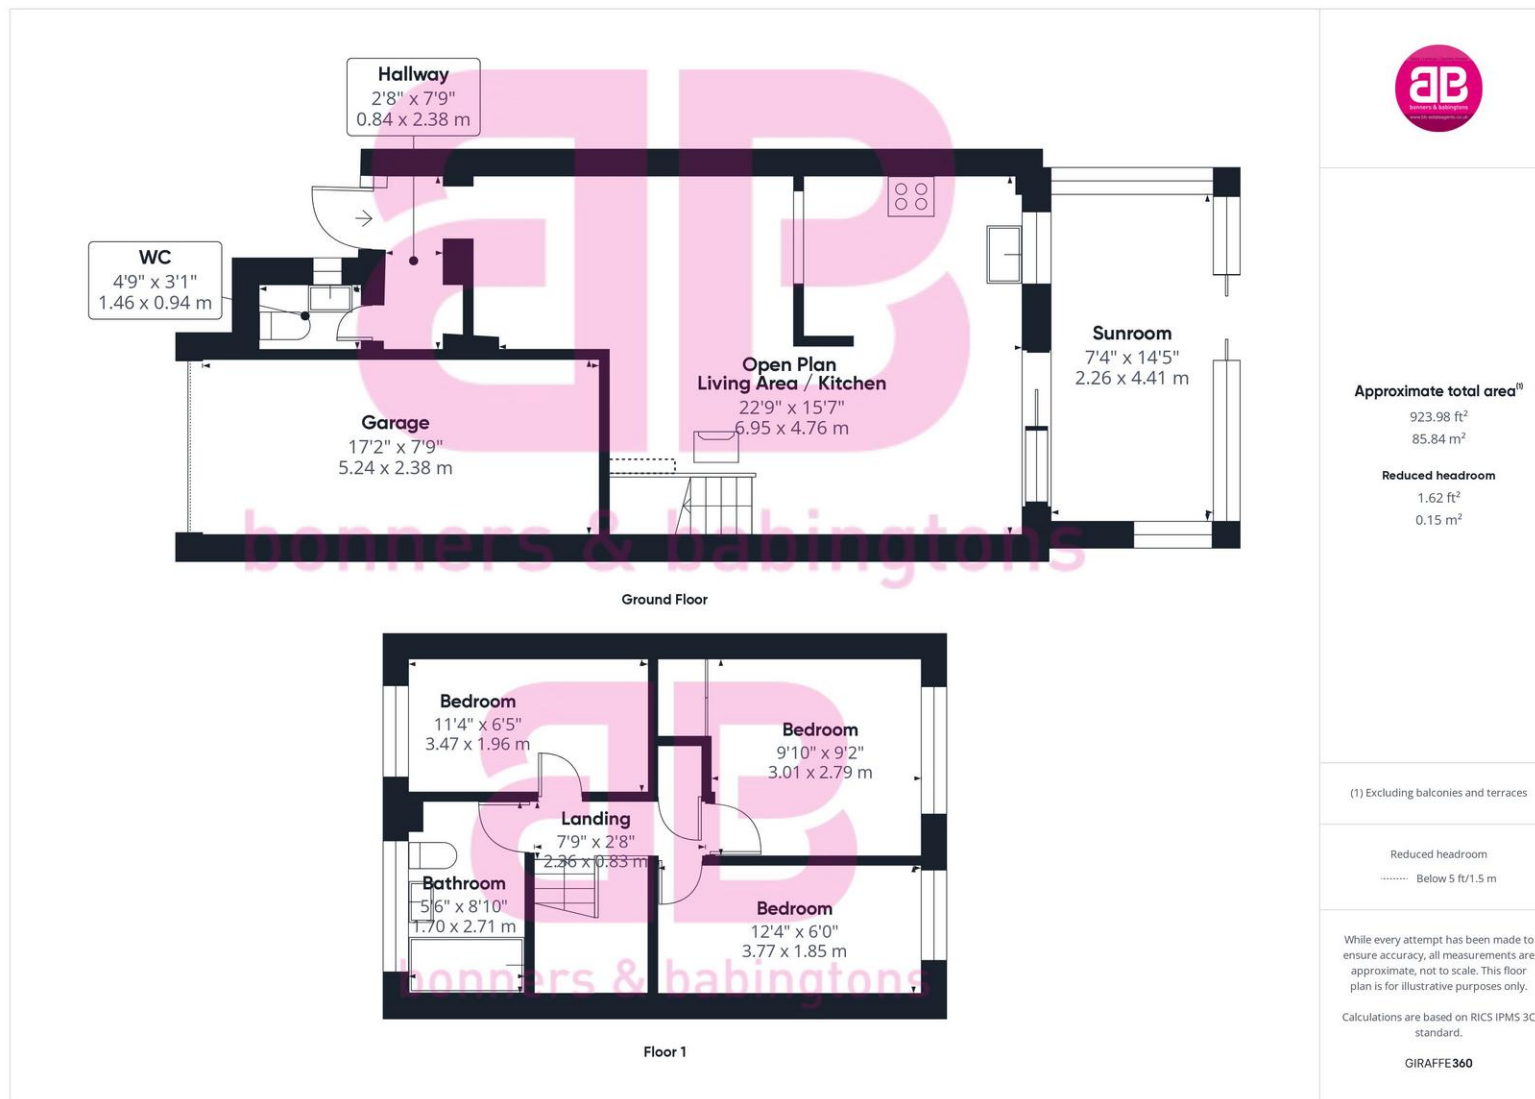 Hallway
2'8" x 7'9"
0.84 x 2.38 m
WC
4'9" x 3'1"
1.46 x 0.94 m
Garage
17'2" x 7'9"
5.24 x 2.38 m
Open Plan
Living Area / Kitchen
22'9" x 15'7"
6.95 x 4.76 m
Sunroom
7'4" x 14'5"
2.26 x 4.41 m
bonners & babingtons
Ground Floor
Bedroom
11'4" x 6'5"
3.47 x 1.96 m
Bedroom
9'10" x 9'2"
3.01 x 2.79 m
Landing
7'9" x 2'8"
2.36 x 0.83 m
Bathroom
5'6" x 8'10"
1.70 x 2.71 m
Bedroom
12'4" x 6'0"
3.77 x 1.85 m
bonners & babingtons
Floor 1
bonners & babingtons
Approximate total area(1)
923.98 ft²
85.84 m²
Reduced headroom
1.62 ft²
0.15 m²
(1) Excluding balconies and terraces
Reduced headroom
Below 5 ft/1.5 m
While every attempt has been made to
ensure accuracy, all measurements are
approximate, not to scale. This floor
plan is for illustrative purposes only.
Calculations are based on RICS IPMS 3C
standard.
GIRAFFE360